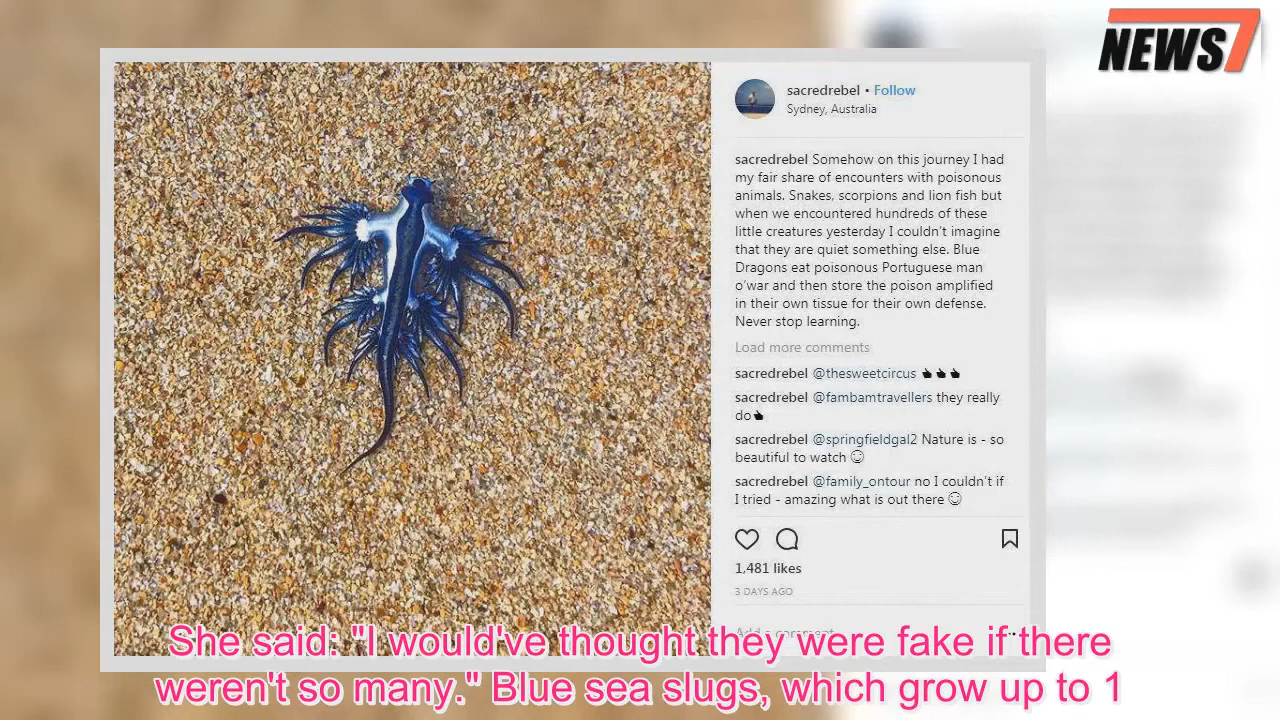 NEWS 7
sacredrebel • Follow
Sydney, Australia
sacredrebel Somehow on this journey I had
my fair share of encounters with poisonous
animals. Snakes, scorpions and lion fish but
when we encountered hundreds of these
little creatures yesterday I couldn't imagine
that they are quiet something else. Blue
Dragons eat poisonous Portuguese man
o'war and then store the poison amplified
in their own tissue for their own defense.
Never stop learning.
Load more comments
sacredrebel @thesweetcircus
sacredrebel @fambamtravellers they really
do
sacredrebel @springfieldgal2 Nature is - so
beautiful to watch
sacredrebel @family_ontour no I couldn't if
I tried - amazing what is out there
1,481 likes
3 DAYS AGO
Add a comment...
She said: "I would've thought they were fake if there
weren't so many." Blue sea slugs, which grow up to 1